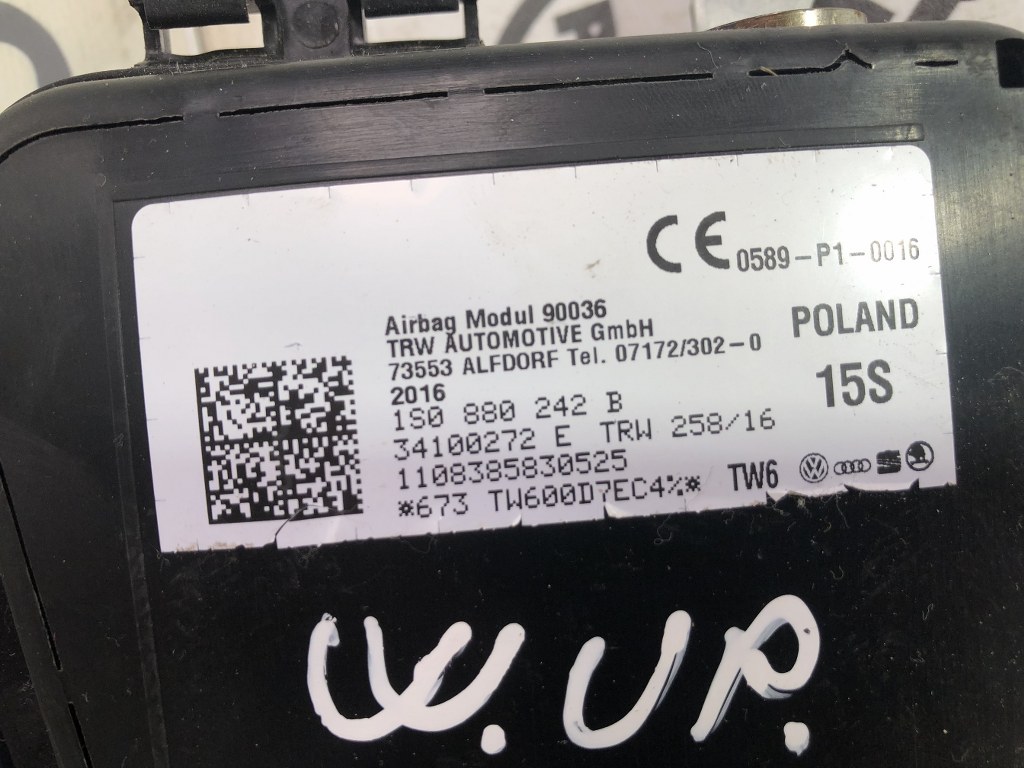 CE 0589-P1-0016
Airbag Modul 90036
TRW AUTOMOTIVE GmbH
73553 ALFDORF Tel. 07172/302-0
2016
POLAND
15S
1S0 880 242 B
34100272 E TRW 258/16
1108385830525
*673 TW600D7EC4%*
TW6
W.UP.